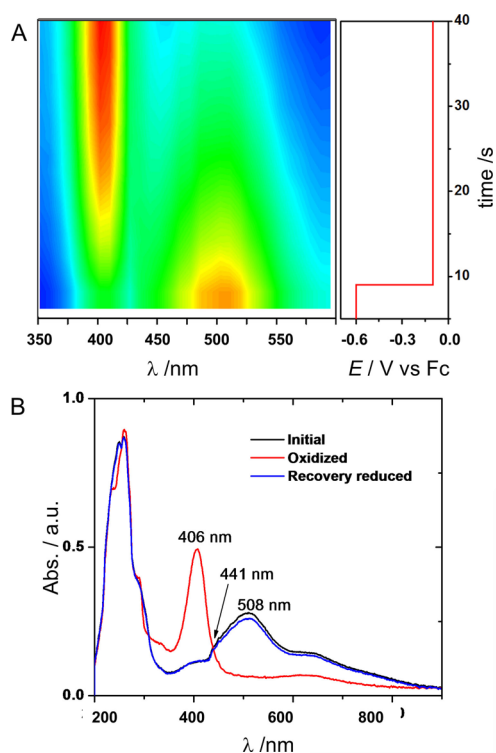 A
40
30
20
10
time /s
350 400 450 500 550
-0.6 -0.3 0.0
λ /nm
E / V vs Fc
B
1.0
0.5
0.0
Abs. / a.u.
Initial
Oxidized
Recovery reduced
406 nm
441 nm
508 nm
200 400 600 800
λ /nm